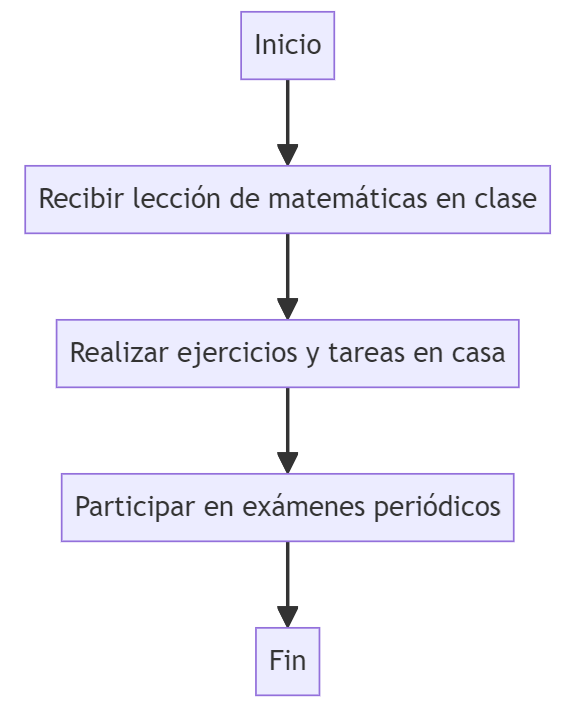 Inicio
Recibir lección de matemáticas en clase
Realizar ejercicios y tareas en casa
Participar en exámenes periódicos
Fin